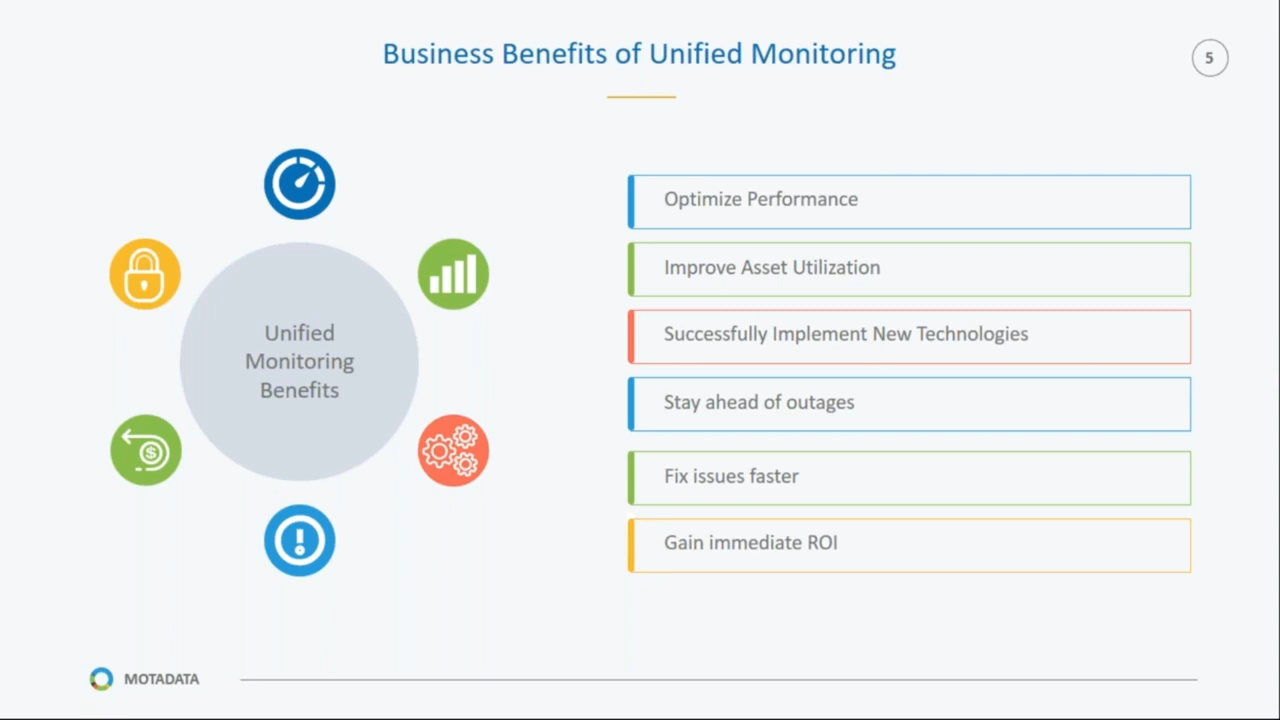 Business Benefits of Unified Monitoring
5
Unified
Monitoring
Benefits
Optimize Performance
Improve Asset Utilization
Successfully Implement New Technologies
Stay ahead of outages
Fix issues faster
Gain immediate ROI
MOTADATA